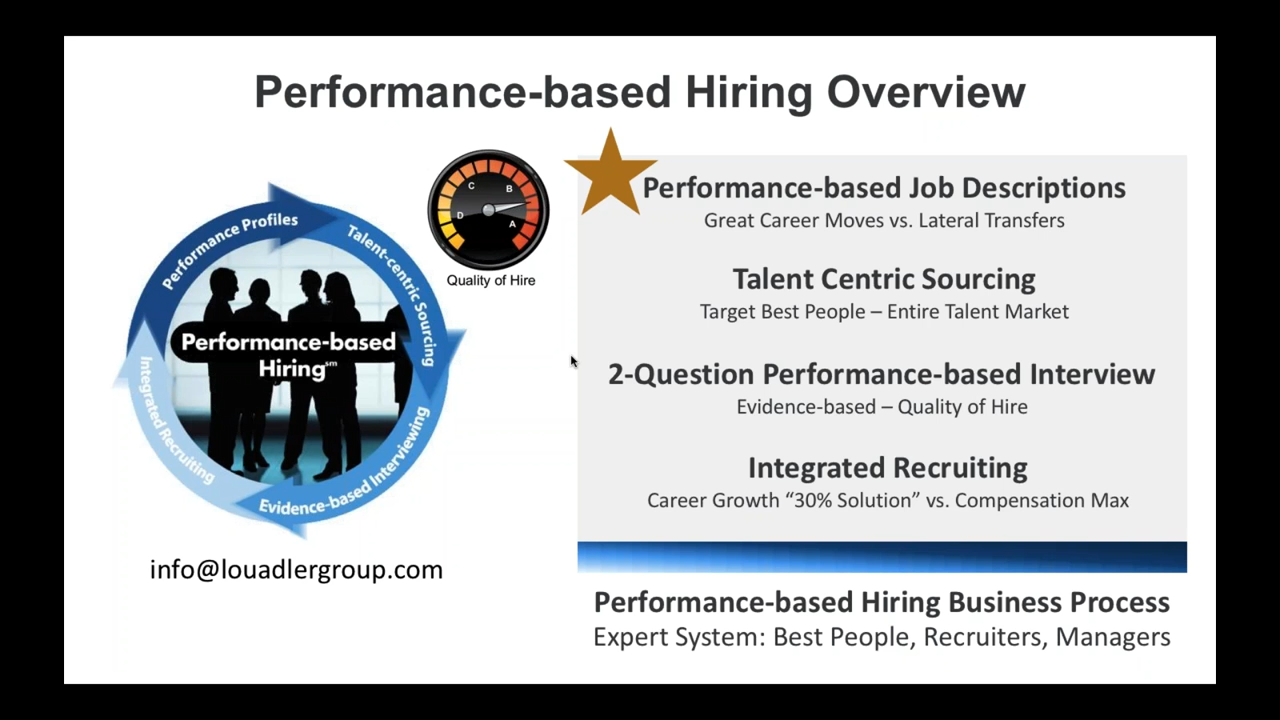 Performance-based Hiring Overview
Performance Profiles
Talent-centric Sourcing
Evidence-based Interviewing
Integrated Recruiting
Performance-based
Hiring℠
C
B
D
A
Quality of Hire
info@louadlergroup.com
Performance-based Job Descriptions
Great Career Moves vs. Lateral Transfers
Talent Centric Sourcing
Target Best People – Entire Talent Market
2-Question Performance-based Interview
Evidence-based – Quality of Hire
Integrated Recruiting
Career Growth “30% Solution” vs. Compensation Max
Performance-based Hiring Business Process
Expert System: Best People, Recruiters, Managers